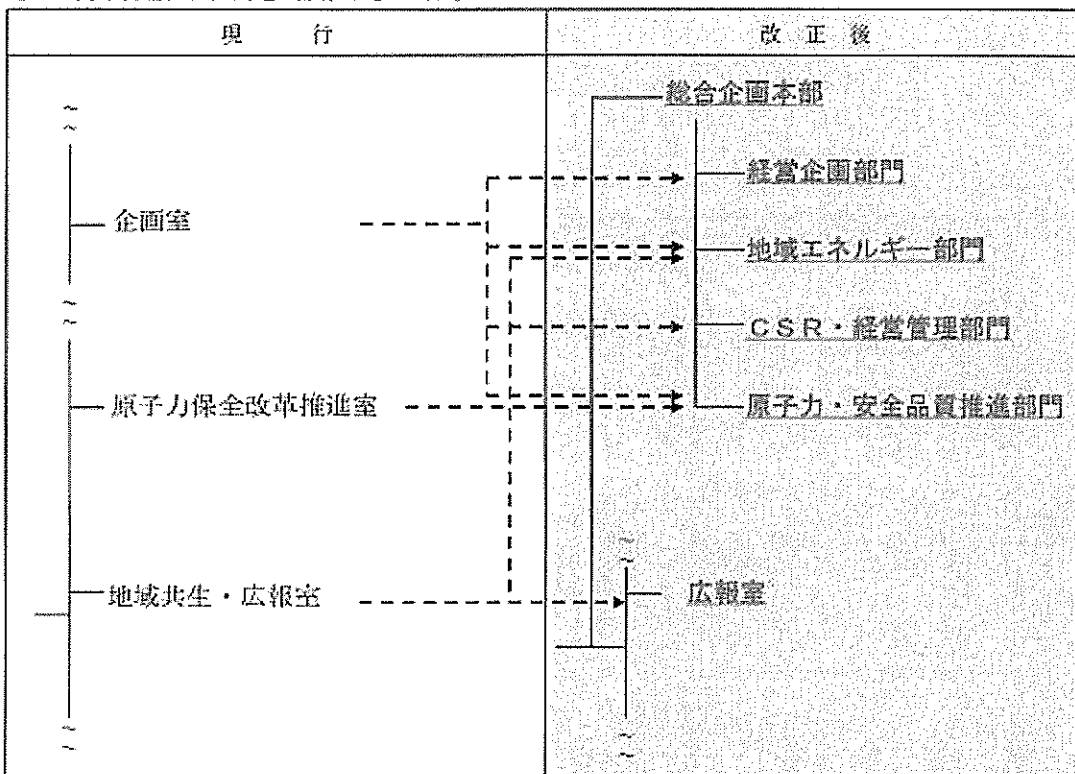 現行
改正後
総合企画本部
経営企画部門
企画室
地域エネルギー部門
CSR・経営管理部門
原子力保全改革推進室
原子力・安全品質推進部門
地域共生・広報室
広報室